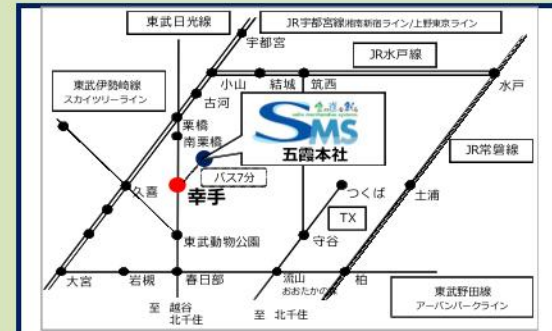 東武日光線
JR宇都宮線湘南新宿ライン/上野東京ライン
宇都宮
JR水戸線
東武伊勢崎線
スカイツリーライン
小山
結城
筑西
水戸
古河
栗橋
南栗橋
SMS
五霞本社
JR常磐線
バス7分
久喜
幸手
つくば
土浦
TX
東武動物公園
守谷
大宮
岩槻
春日部
流山
おおたかの森
柏
東武野田線
アーバンパークライン
至 越谷
北千住
至 北千住